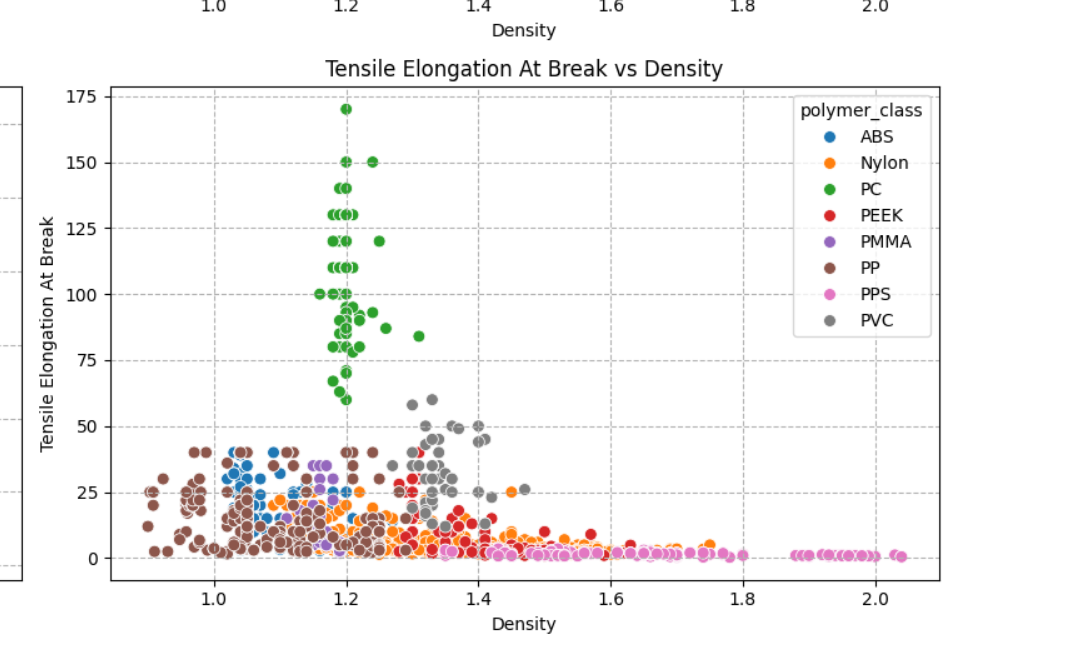 1.0 1.2 1.4 1.6 1.8 2.0
Density
Tensile Elongation At Break vs Density
Tensile Elongation At Break
175
150
125
100
75
50
25
0
polymer_class
ABS
Nylon
PC
PEEK
PMMA
PP
PPS
PVC
1.0 1.2 1.4 1.6 1.8 2.0
Density